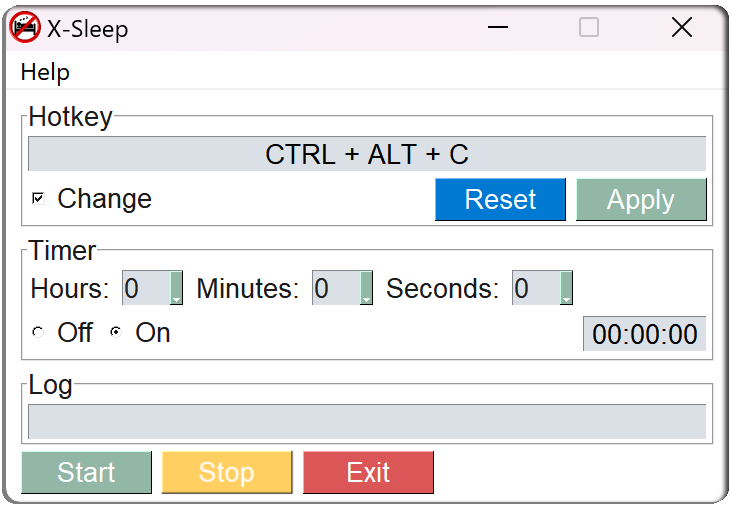 X-Sleep
Help
Hotkey
CTRL + ALT + C
Change Reset Apply
Timer
Hours: 0 Minutes: 0 Seconds: 0
Off On 00:00:00
Log
Start Stop Exit